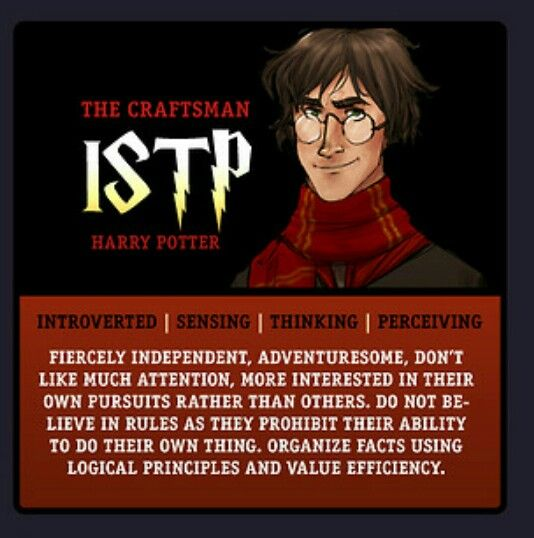 THE CRAFTSMAN
ISTP
HARRY POTTER
INTROVERTED | SENSING | THINKING | PERCEIVING
FIERCELY INDEPENDENT, ADVENTURESOME, DON'T
LIKE MUCH ATTENTION, MORE INTERESTED IN THEIR
OWN PURSUITS RATHER THAN OTHERS. DO NOT BE-
LIEVE IN RULES AS THEY PROHIBIT THEIR ABILITY
TO DO THEIR OWN THING. ORGANIZE FACTS USING
LOGICAL PRINCIPLES AND VALUE EFFICIENCY.